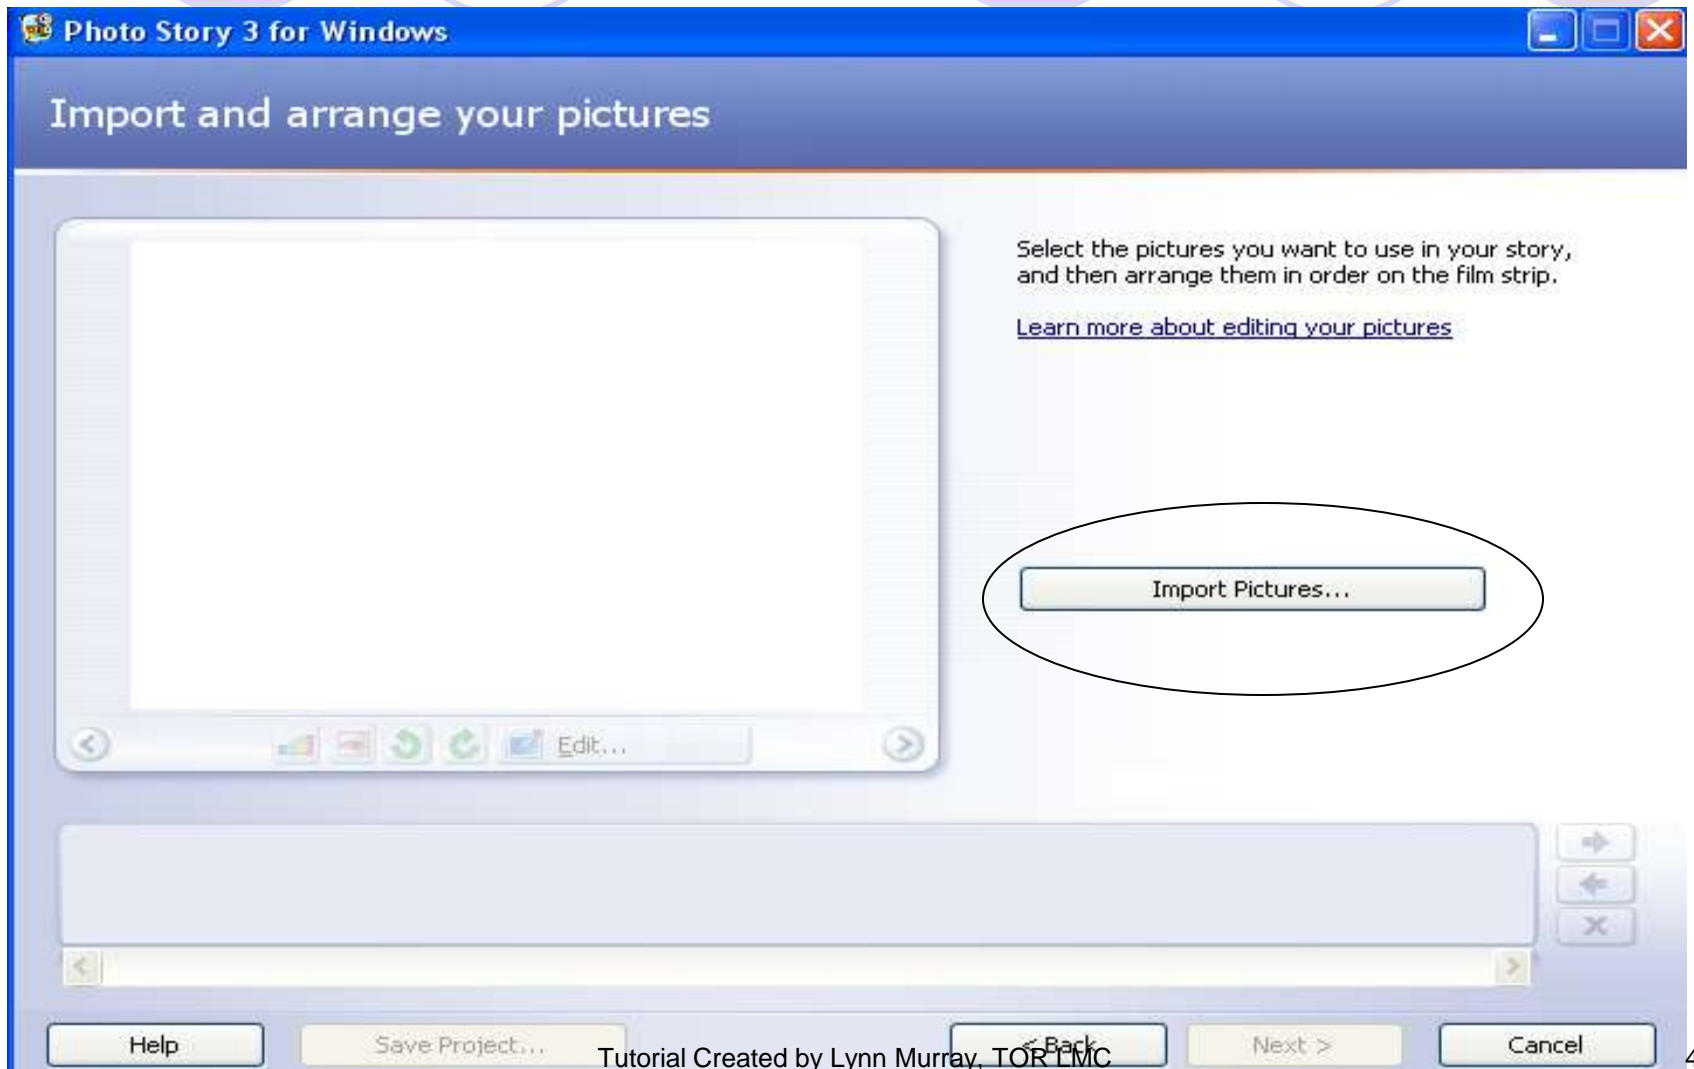 Photo Story 3 for Windows
Import and arrange your pictures
Select the pictures you want to use in your story,
and then arrange them in order on the film strip.
Learn more about editing your pictures
Import Pictures...
Edit...
Help
Save Project...
< Back
Next >
Cancel
Tutorial Created by Lynn Murray, TOR LMC
4